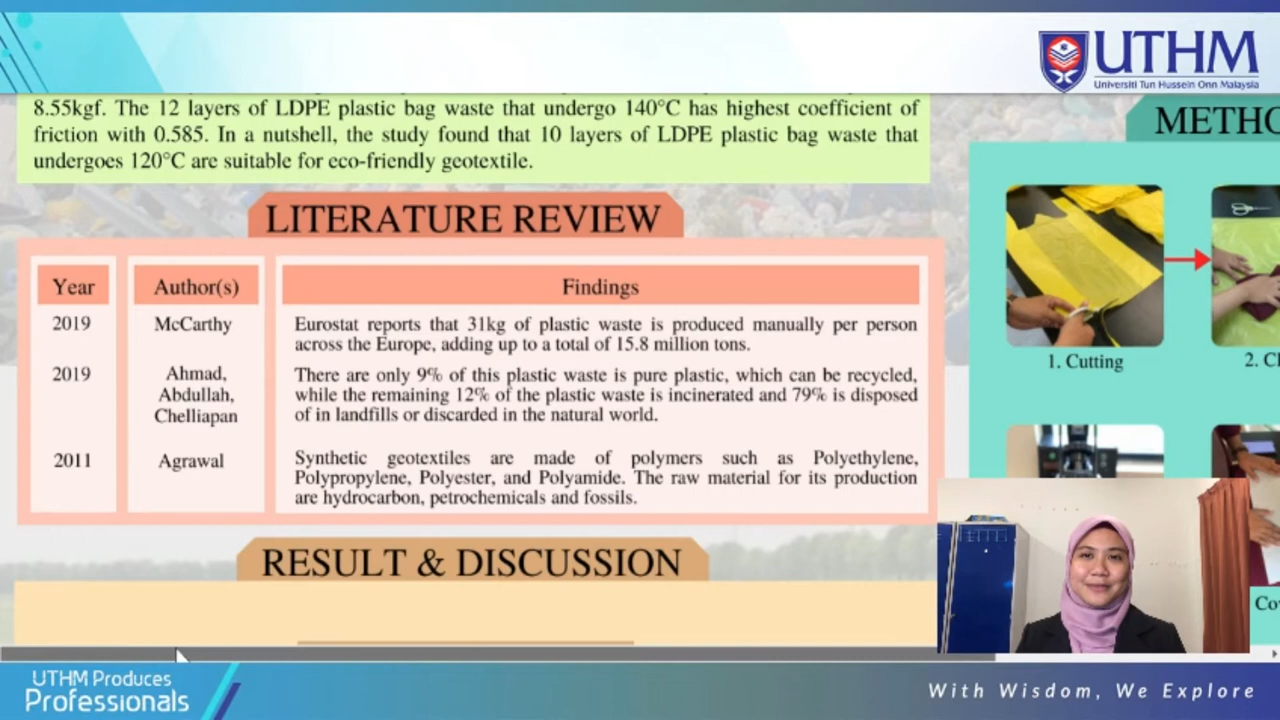 UTHM
Universiti Tun Hussein Onn Malaysia
8.55kgf. The 12 layers of LDPE plastic bag waste that undergo 140°C has highest coefficient of
friction with 0.585. In a nutshell, the study found that 10 layers of LDPE plastic bag waste that
undergoes 120°C are suitable for eco-friendly geotextile.
LITERATURE REVIEW
Year Author(s) Findings
2019 McCarthy Eurostat reports that 31kg of plastic waste is produced manually per person
across the Europe, adding up to a total of 15.8 million tons.
2019 Ahmad, There are only 9% of this plastic waste is pure plastic, which can be recycled,
Abdullah, while the remaining 12% of the plastic waste is incinerated and 79% is disposed
Chelliapan of in landfills or discarded in the natural world.
2011 Agrawal Synthetic geotextiles are made of polymers such as Polyethylene,
Polypropylene, Polyester, and Polyamide. The raw material for its production
are hydrocarbon, petrochemicals and fossils.
RESULT & DISCUSSION
METHO
1. Cutting
2. Cl
Co
UTHM Produces
Professionals
With Wisdom, We Explore